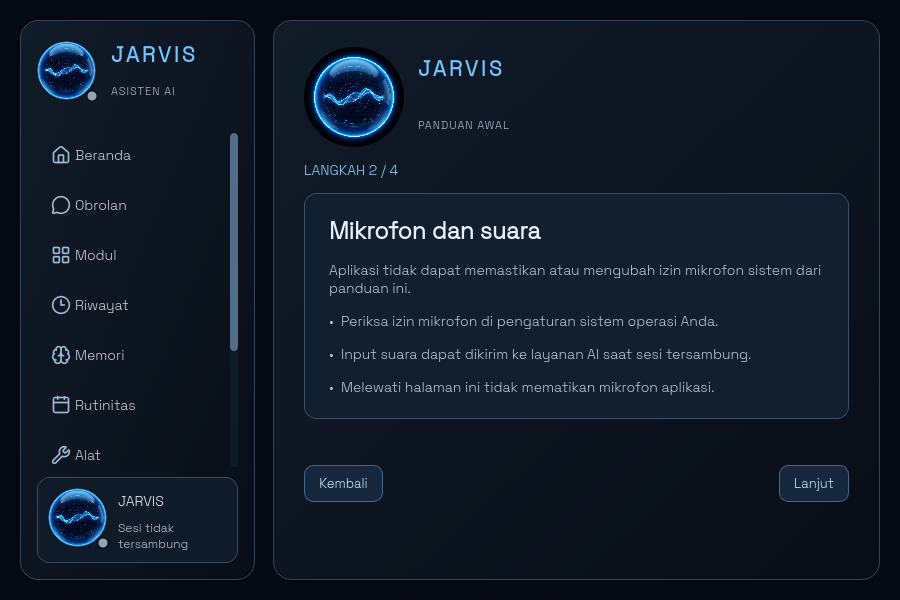 JARVIS
ASISTEN AI
Beranda
Obrolan
Modul
Riwayat
Memori
Rutinitas
Alat
JARVIS
Sesi tidak
tersambung
JARVIS
PANDUAN AWAL
LANGKAH 2 / 4
Mikrofon dan suara
Aplikasi tidak dapat memastikan atau mengubah izin mikrofon sistem dari
panduan ini.
• Periksa izin mikrofon di pengaturan sistem operasi Anda.
• Input suara dapat dikirim ke layanan AI saat sesi tersambung.
• Melewati halaman ini tidak mematikan mikrofon aplikasi.
Kembali
Lanjut